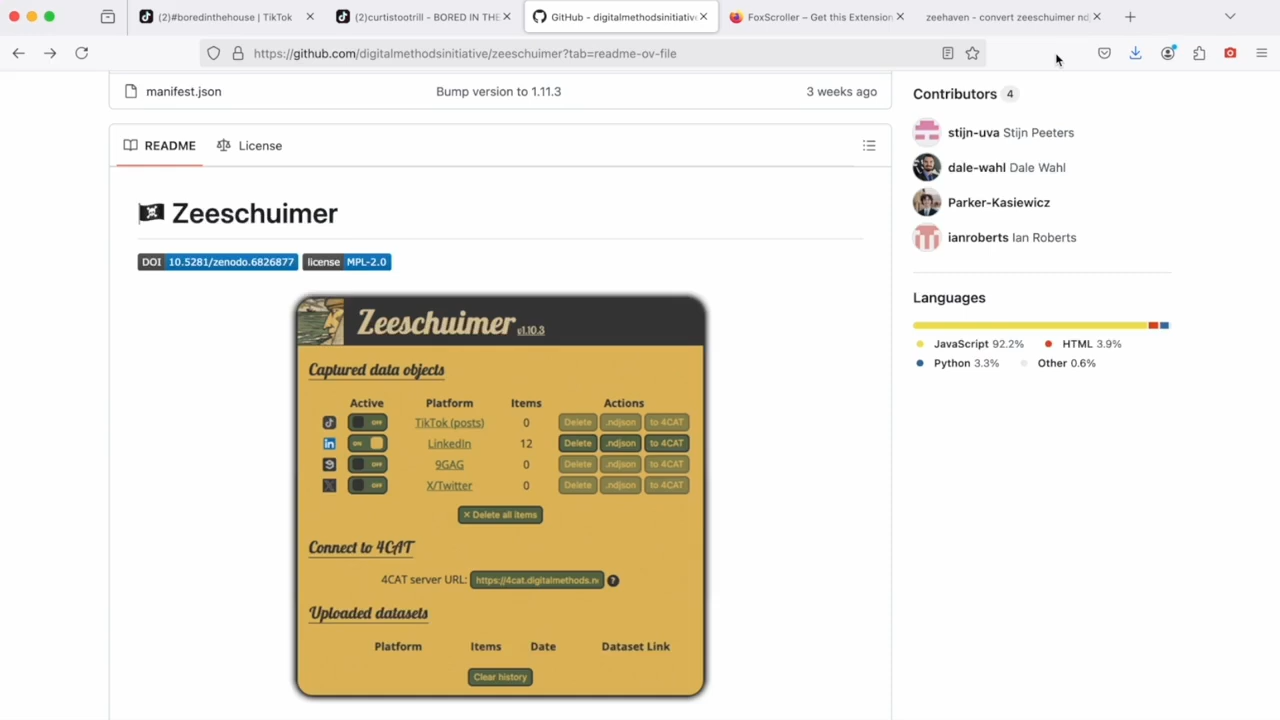 (2)#boredinthehouse | TikTok
(2)curtistootrill - BORED IN THE
GitHub - digitalmethodsinitiativ
FoxScroller – Get this Extension
zeehaven - convert zeeschuimer nd
https://github.com/digitalmethodsinitiative/zeeschuimer?tab=readme-ov-file
manifest.json Bump version to 1.11.3 3 weeks ago
README License
Zeeschuimer
DOI 10.5281/zenodo.6826877 license MPL-2.0
Zeeschuimer v1.10.3
Captured data objects
Active Platform Items Actions
OFF TikTok (posts) 0 Delete .ndjson to 4CAT
ON LinkedIn 12 Delete .ndjson to 4CAT
OFF 9GAG 0 Delete .ndjson to 4CAT
OFF X/Twitter 0 Delete .ndjson to 4CAT
× Delete all items
Connect to 4CAT
4CAT server URL: https://4cat.digitalmethods.ne ?
Uploaded datasets
Platform Items Date Dataset Link
Clear history
Contributors 4
stijn-uva Stijn Peeters
dale-wahl Dale Wahl
Parker-Kasiewicz
ianroberts Ian Roberts
Languages
JavaScript 92.2% HTML 3.9%
Python 3.3% Other 0.6%